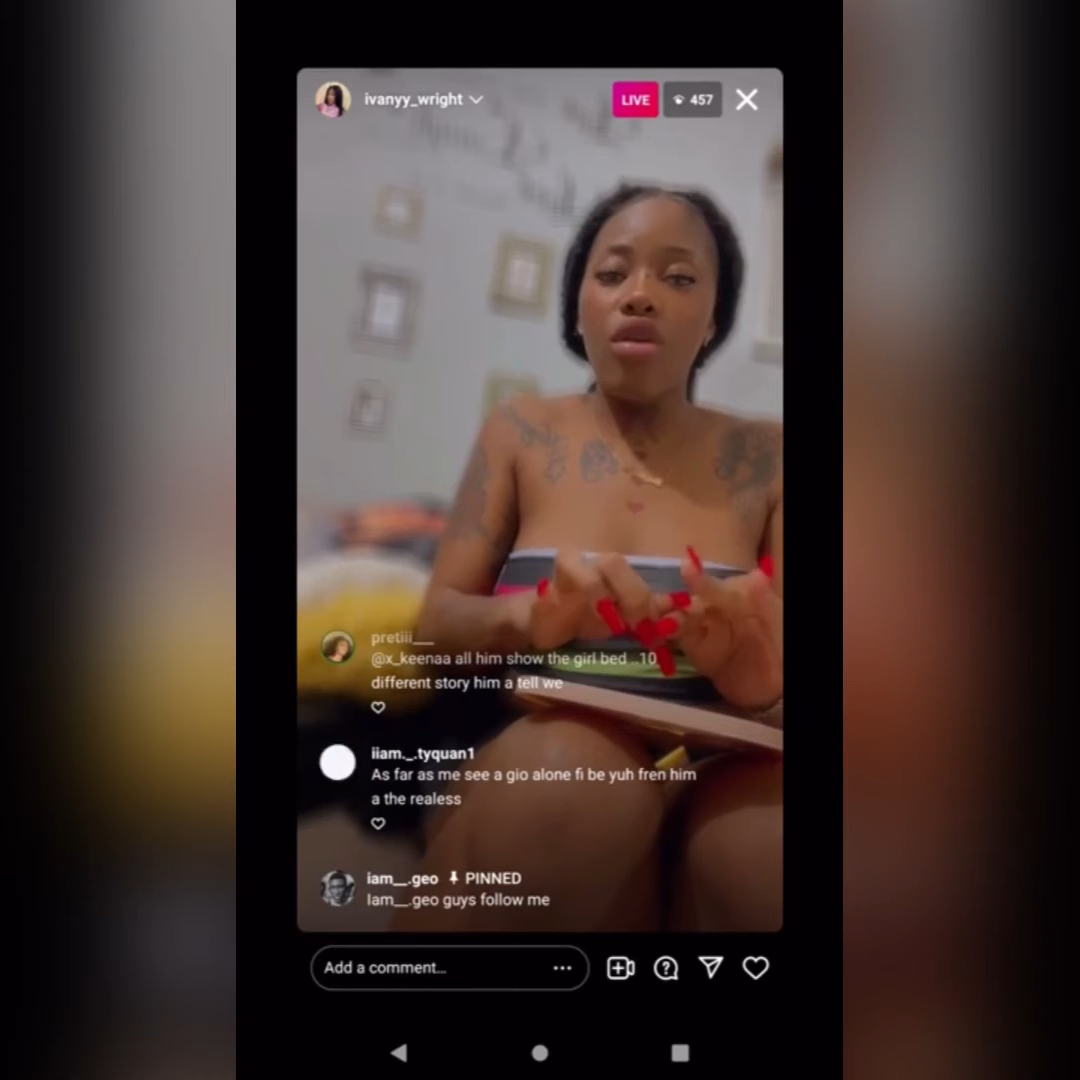 ivanyy_wright
LIVE
457
pretiii___
@x_keenaa all him show the girl bed ..10
different story him a tell we
iiam._.tyquan1
As far as me see a gio alone fi be yuh fren him
a the realess
iam__.geo PINNED
Iam__.geo guys follow me
Add a comment...